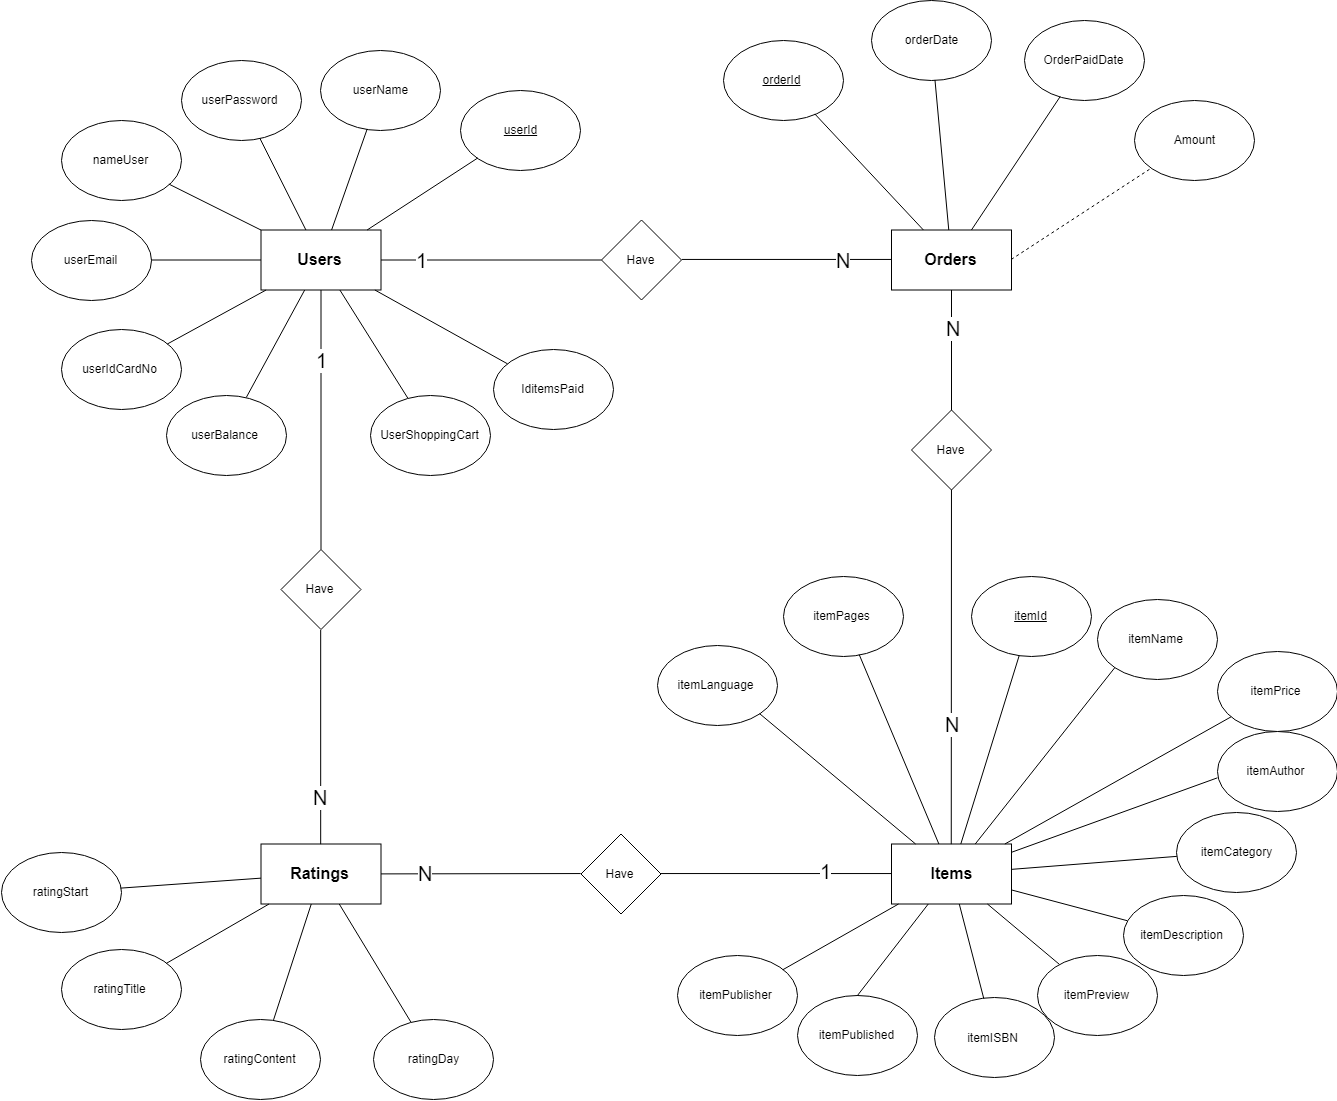 orderDate
OrderPaidDate
orderId
userName
userPassword
userId
Amount
nameUser
userEmail
Users
1
Have
N
Orders
N
1
userIdCardNo
IditemsPaid
userBalance
UserShoppingCart
Have
Have
itemPages
itemId
itemName
itemLanguage
itemPrice
N
itemAuthor
N
itemCategory
Ratings
N
Have
1
Items
ratingStart
itemDescription
ratingTitle
itemPublisher
itemPreview
itemPublished
itemISBN
ratingContent
ratingDay